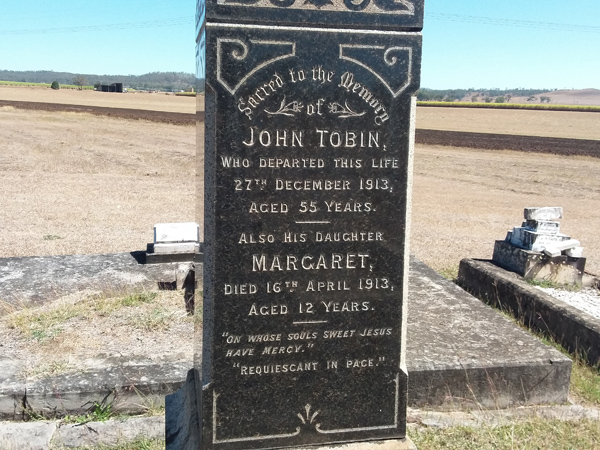 Sacred to the Memory
of
JOHN TOBIN,
WHO DEPARTED THIS LIFE
27TH DECEMBER 1913,
AGED 55 YEARS.
ALSO HIS DAUGHTER
MARGARET,
DIED 16TH APRIL 1913,
AGED 12 YEARS.
"ON WHOSE SOULS SWEET JESUS
HAVE MERCY."
"REQUIESCANT IN PACE."